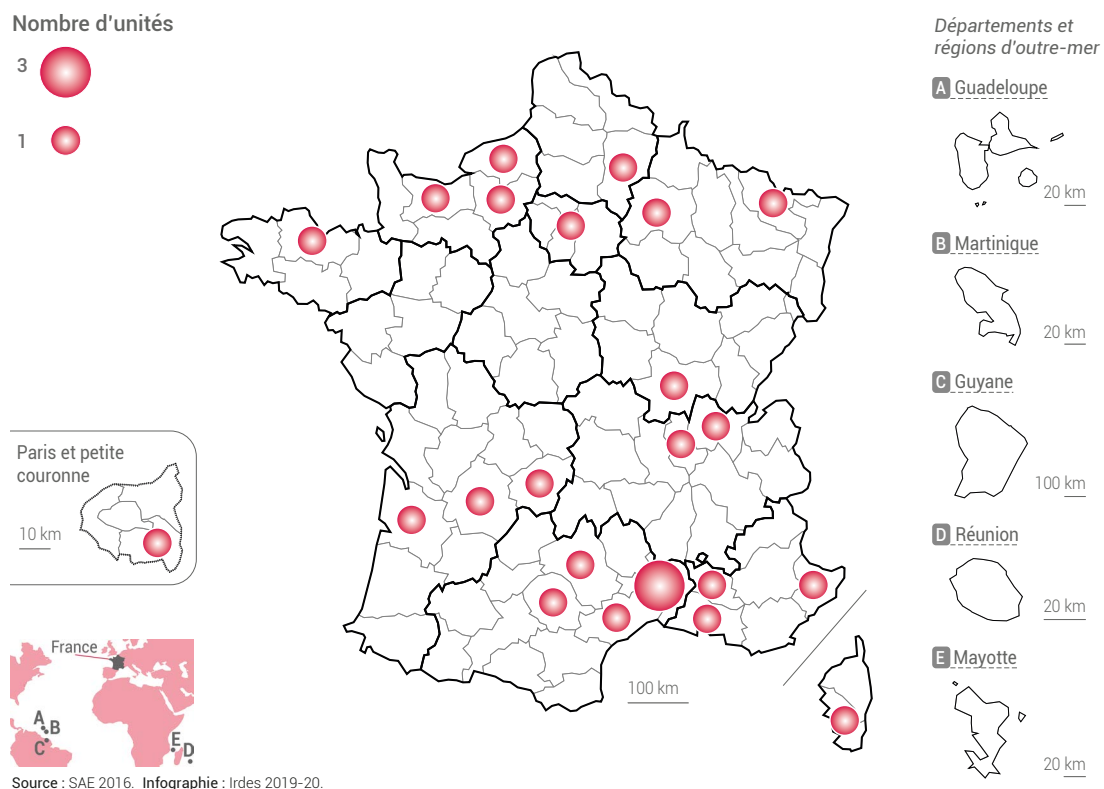 Nombre d'unités
3
1
Départements et
régions d'outre-mer
A Guadeloupe
20 km
B Martinique
20 km
C Guyane
100 km
D Réunion
20 km
E Mayotte
20 km
Paris et petite
couronne
10 km
100 km
France
A
B
C
E
D
Source : SAE 2016. Infographie : Irdes 2019-20.